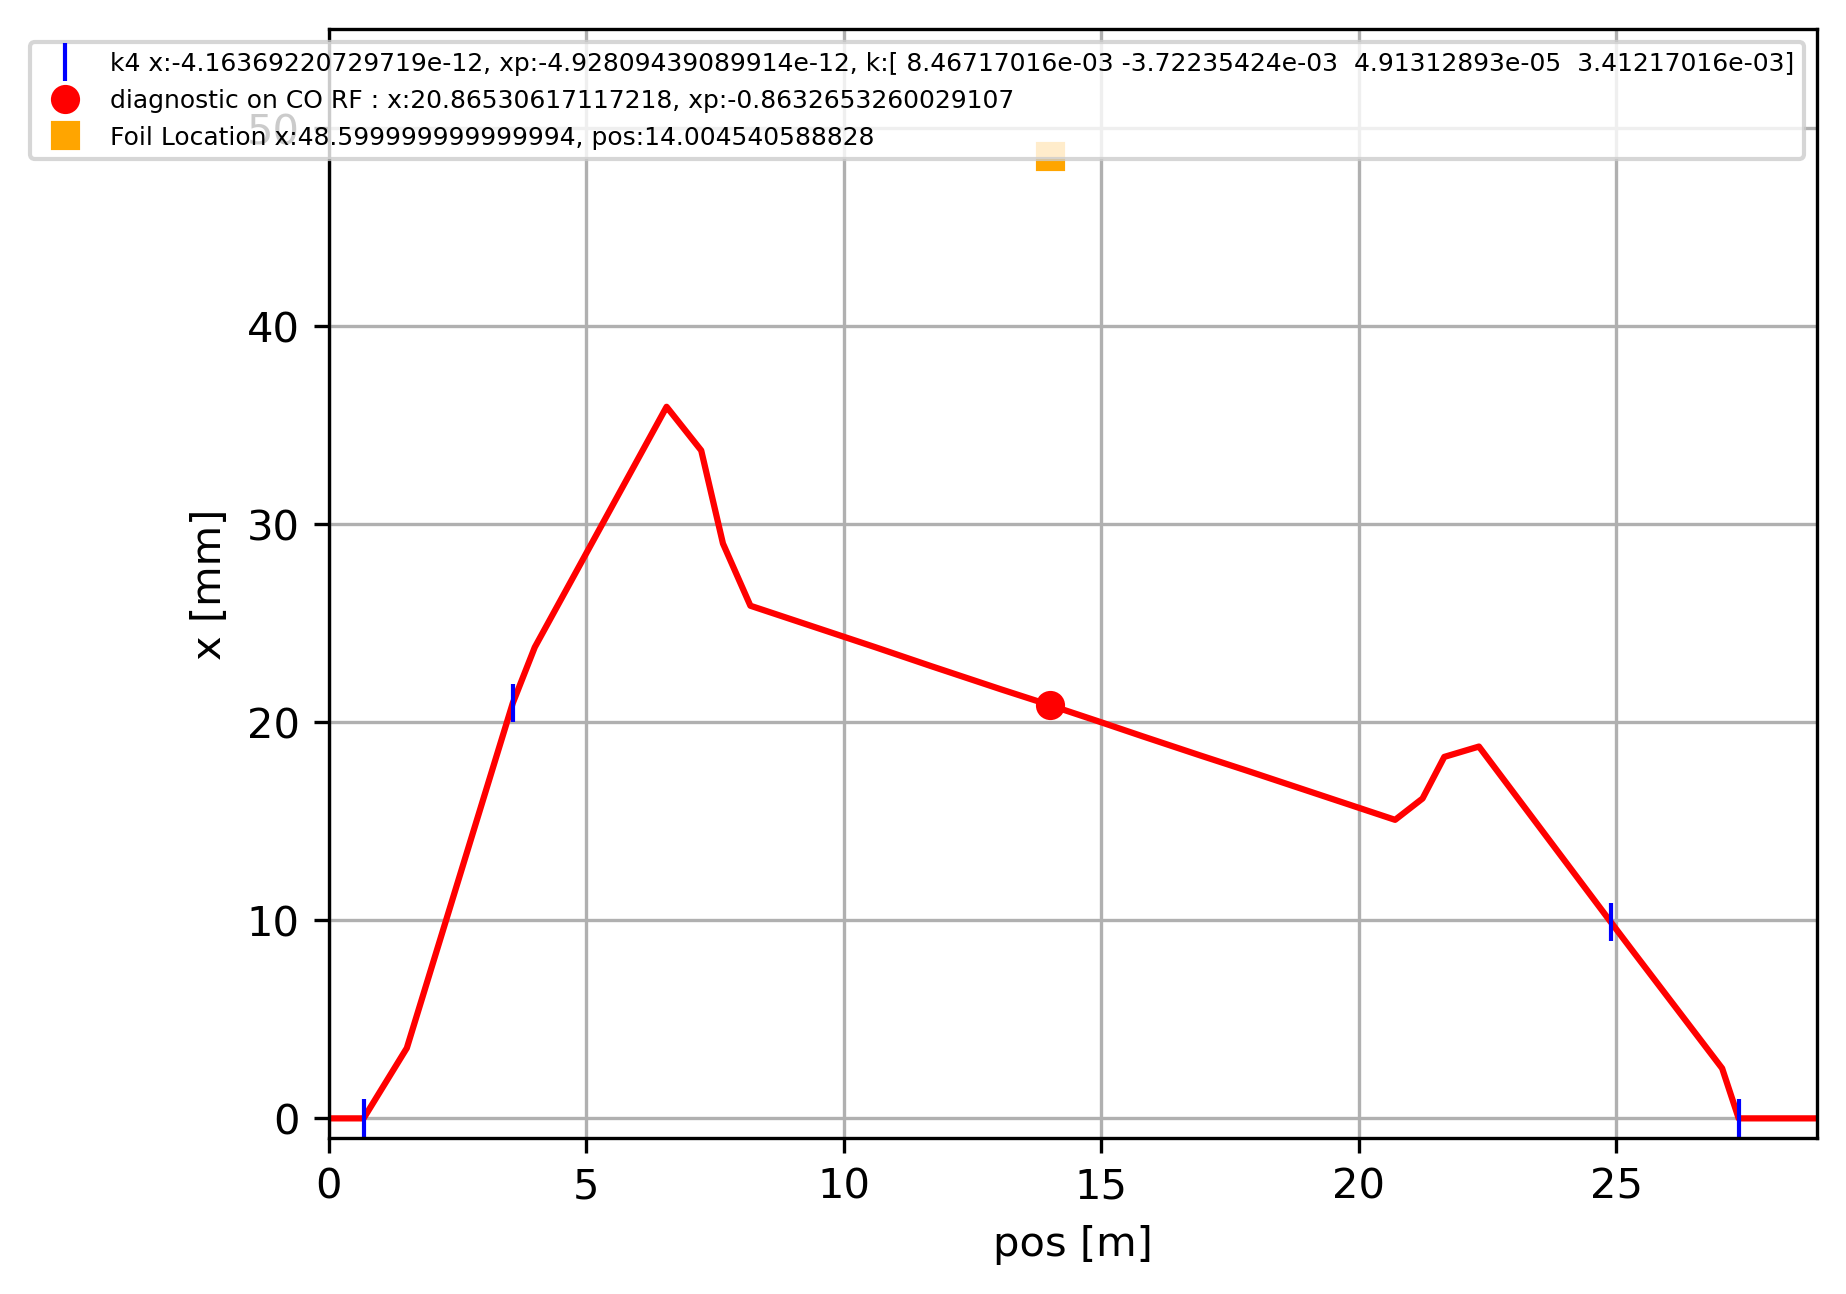 k4 x:-4.16369220729719e-12, xp:-4.92809439089914e-12, k:[ 8.46717016e-03 -3.72235424e-03  4.91312893e-05  3.41217016e-03]
diagnostic on CO RF : x:20.86530617117218, xp:-0.8632653260029107
Foil Location x:48.599999999999994, pos:14.004540588828
50
40
30
20
10
0
x [mm]
0 5 10 15 20 25
pos [m]